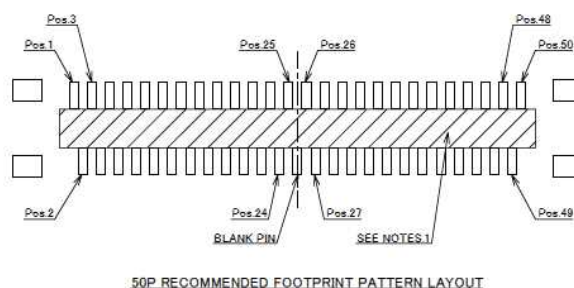 Pos.3
Pos.1
Pos.25
Pos.26
Pos.48
Pos.50
Pos.2
Pos.24
Pos.27
Pos.49
BLANK PIN
SEE NOTES.1
50P RECOMMENDED FOOTPRINT PATTERN LAYOUT